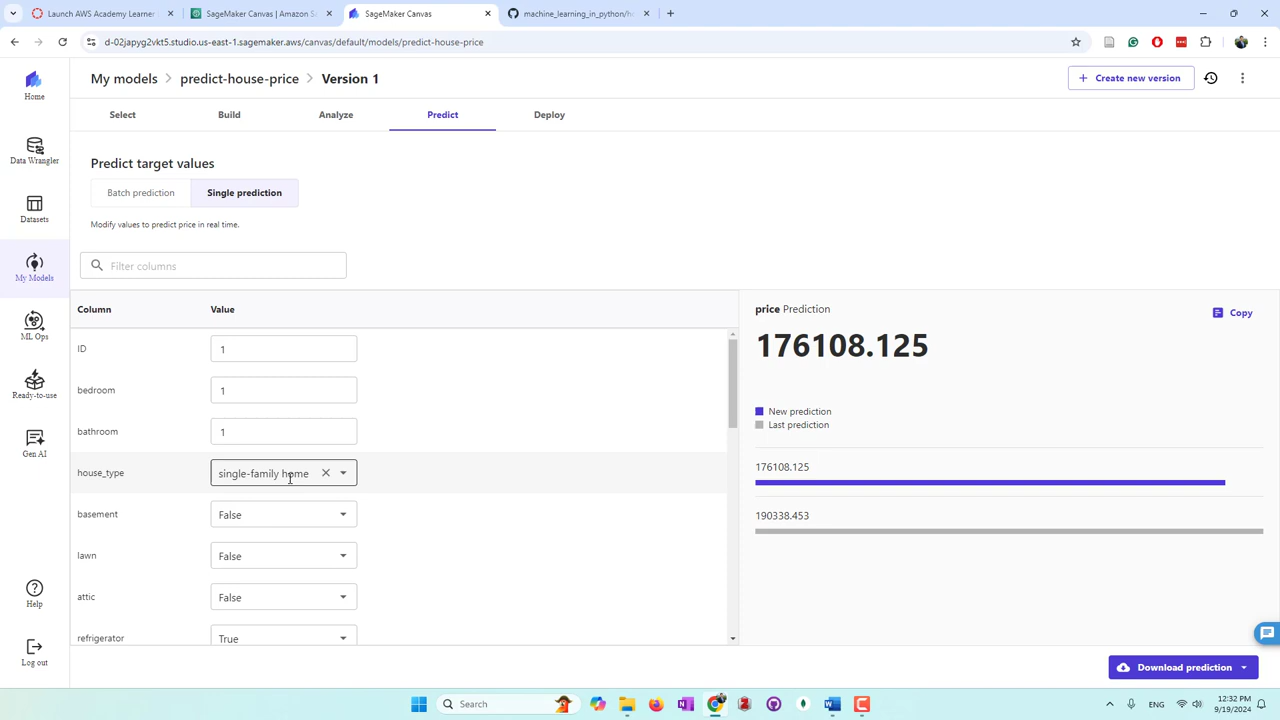 Launch AWS Academy Learner
SageMaker Canvas | Amazon S
SageMaker Canvas
machine_learning_in_python/ho
d-02japyg2vkt5.studio.us-east-1.sagemaker.aws/canvas/default/models/predict-house-price
Home
Data Wrangler
Datasets
My Models
ML Ops
Ready-to-use
Gen AI
Help
Log out
My models > predict-house-price > Version 1
+ Create new version
Select Build Analyze Predict Deploy
Predict target values
Batch prediction Single prediction
Modify values to predict price in real time.
Filter columns
Column Value
ID 1
bedroom 1
bathroom 1
house_type single-family home
basement False
lawn False
attic False
refrigerator True
price Prediction
Copy
176108.125
New prediction
Last prediction
176108.125
190338.453
Download prediction
Search
ENG
12:32 PM
9/19/2024